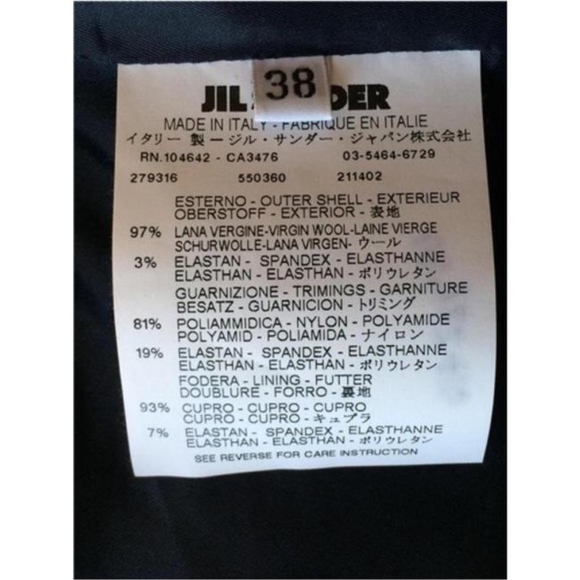 38
JIL DER
MADE IN ITALY - FABRIQUE EN ITALIE
イタリー 製 ー ジル・サンダー・ジャパン株式会社
RN.104642 - CA3476 03-5464-6729
279316 550360 211402
ESTERNO - OUTER SHELL - EXTERIEUR
OBERSTOFF - EXTERIOR - 表地
97% LANA VERGINE-VIRGIN WOOL-LAINE VIERGE
SCHURWOLLE-LANA VIRGEN- ウール
3% ELASTAN - SPANDEX - ELASTHANNE
ELASTHAN - ELASTHAN - ポリウレタン
GUARNIZIONE - TRIMINGS - GARNITURE
BESATZ - GUARNICION - トリミング
81% POLIAMMIDICA - NYLON - POLYAMIDE
POLYAMID - POLIAMIDA - ナイロン
19% ELASTAN - SPANDEX - ELASTHANNE
ELASTHAN - ELASTHAN - ポリウレタン
FODERA - LINING - FUTTER
DOUBLURE - FORRO - 裏地
93% CUPRO - CUPRO - CUPRO
CUPRO - CUPRO - キュプラ
7% ELASTAN - SPANDEX - ELASTHANNE
ELASTHAN - ELASTHAN - ポリウレタン
SEE REVERSE FOR CARE INSTRUCTION